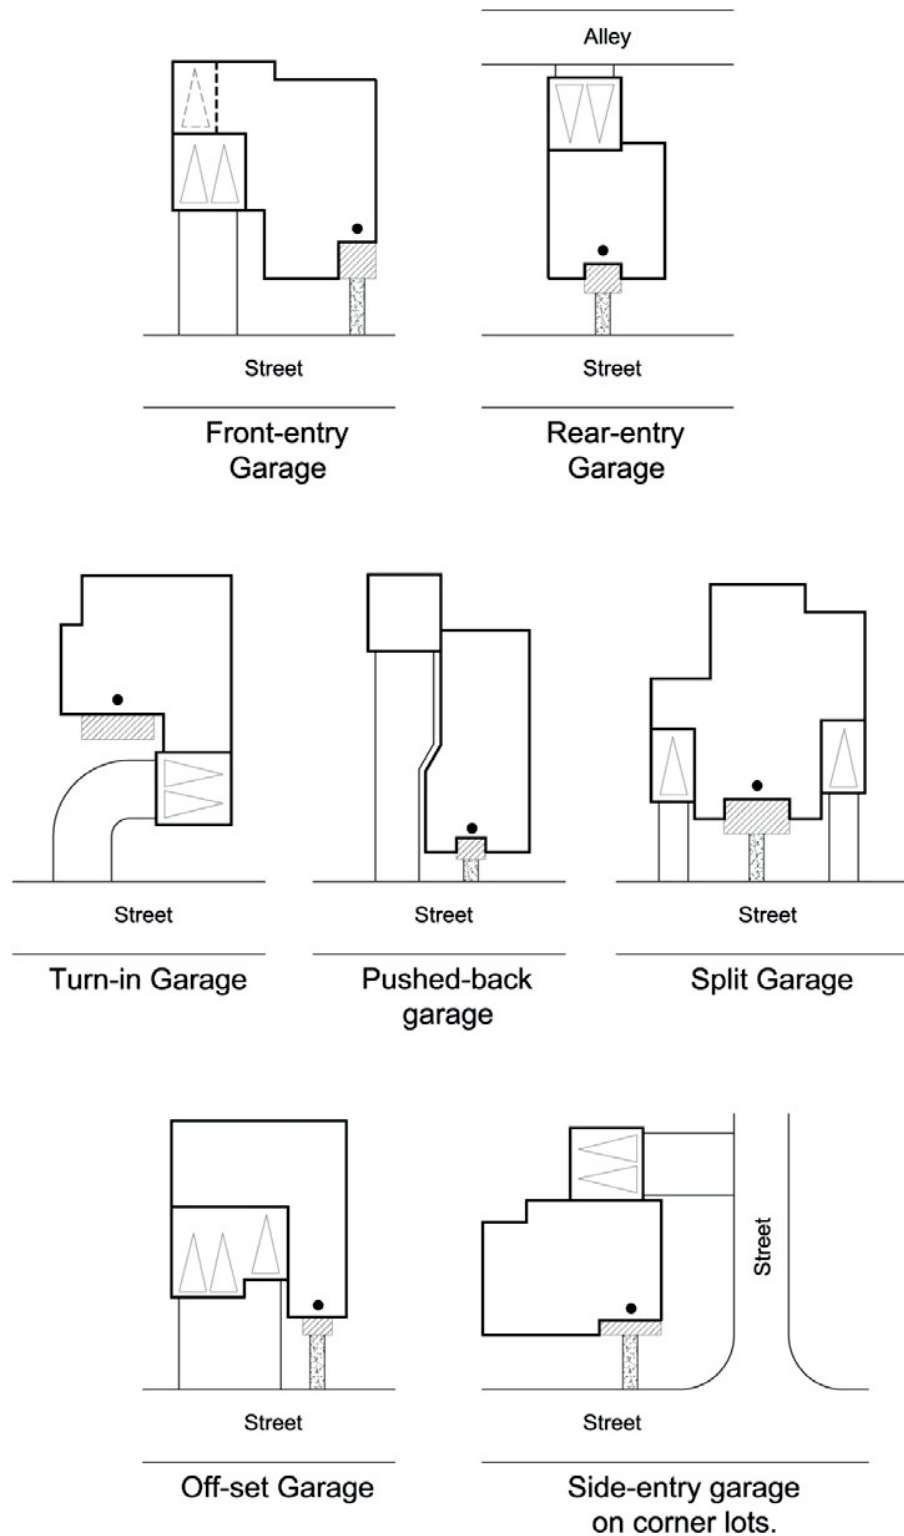 Alley
Street
Street
Front-entry
Garage
Rear-entry
Garage
Street
Street
Street
Turn-in Garage
Pushed-back
garage
Split Garage
Street
Street
Street
Off-set Garage
Side-entry garage
on corner lots.